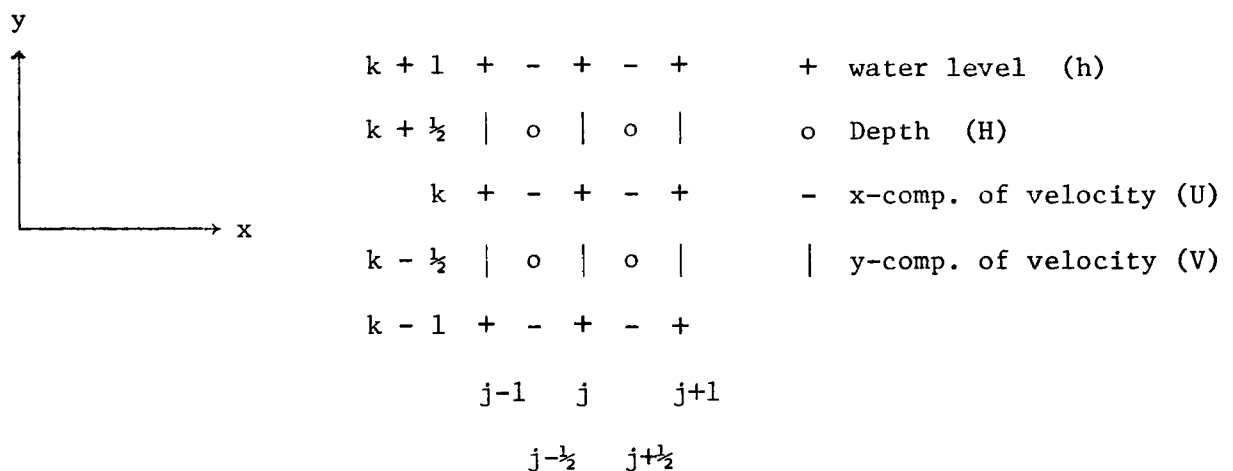 y
k + 1 + - + - + + water level (h)
k + ½ | o | o | o Depth (H)
k + - + - + - x-comp. of velocity (U)
x
k - ½ | o | o | | y-comp. of velocity (V)
k - 1 + - + - +
j-1 j j+1
j-½ j+½